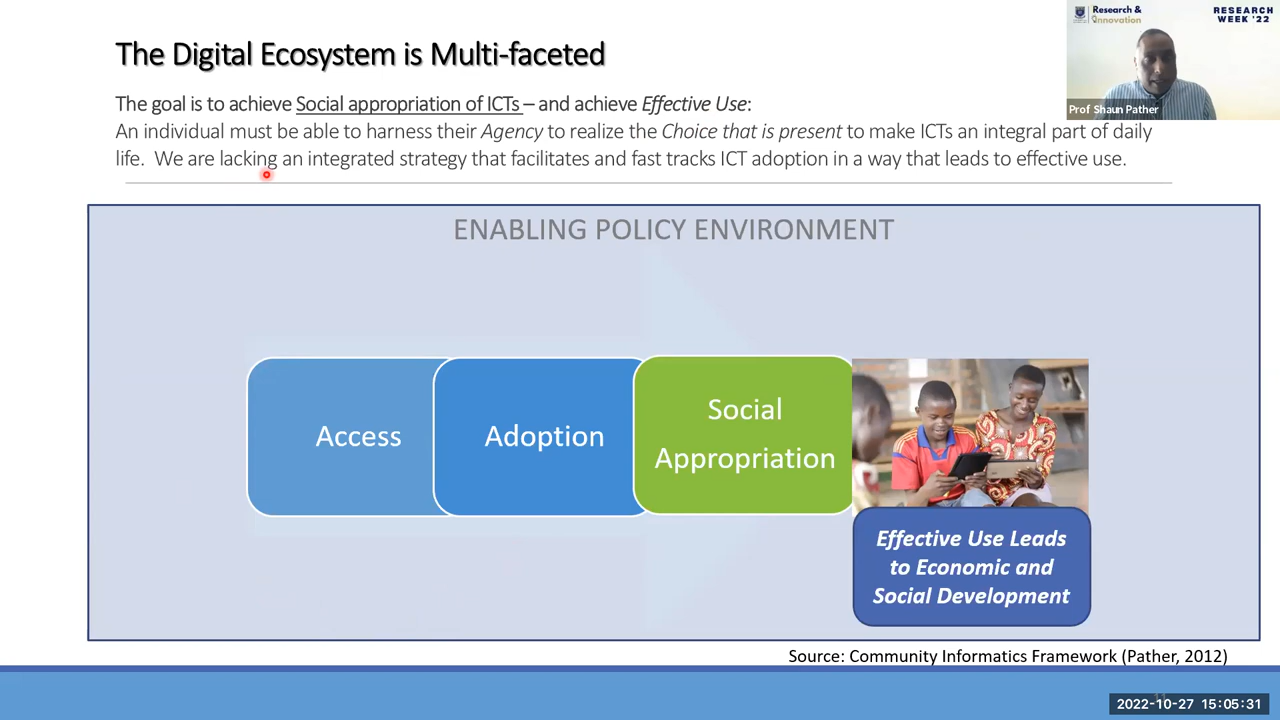 The Digital Ecosystem is Multi-faceted
Research &
Innovation
RESEARCH
WEEK '22
Prof Shaun Pather
The goal is to achieve Social appropriation of ICTs – and achieve Effective Use:
An individual must be able to harness their Agency to realize the Choice that is present to make ICTs an integral part of daily
life. We are lacking an integrated strategy that facilitates and fast tracks ICT adoption in a way that leads to effective use.
ENABLING POLICY ENVIRONMENT
Access
Adoption
Social
Appropriation
Effective Use Leads
to Economic and
Social Development
Source: Community Informatics Framework (Pather, 2012)
2022-10-27 15:05:31